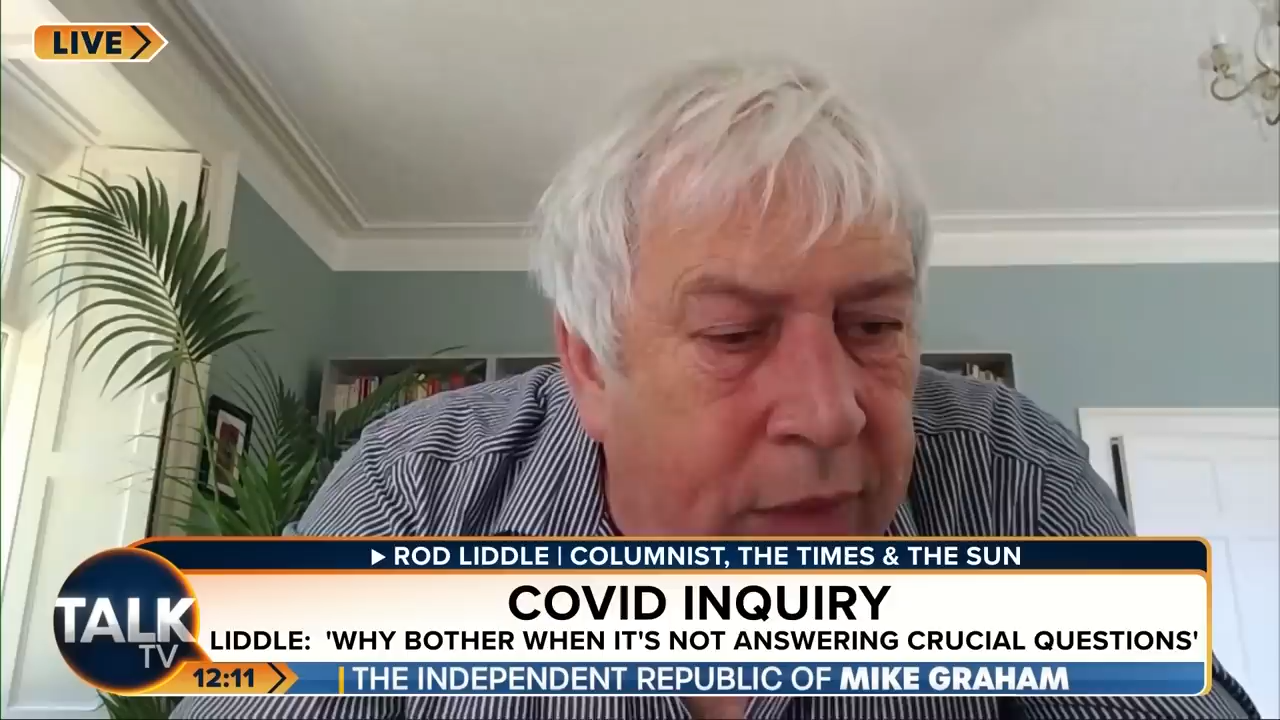 LIVE
▶ ROD LIDDLE | COLUMNIST, THE TIMES & THE SUN
COVID INQUIRY
LIDDLE: 'WHY BOTHER WHEN IT'S NOT ANSWERING CRUCIAL QUESTIONS'
TALK
TV
12:11
THE INDEPENDENT REPUBLIC OF MIKE GRAHAM